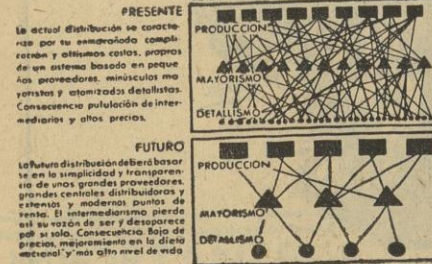 PRESENTE
La actual distribución se caracte-
riza por su enmarañada compli-
cación y altísimos costos, propios
de un sistema basado en peque
ños proveedores, minúsculos ma
yoristas y atomizados detallistas.
Consecuencia pululación de inter-
mediarios y altos precios.
PRODUCCION
MAYORISMO
DETALLISMO
FUTURO
La futura distribución deberá basar
se en la simplicidad y transparen-
cia de unos grandes proveedores,
grandes centrales distribuidoras y
extensos y modernos puntos de
venta. El intermediarismo pierde
así su razón de ser y desaparece
por si solo. Consecuencia: Baja de
precios, mejoramiento en la dieta
nacional y más alto nivel de vida
PRODUCCION
MAYORISMO
DETALLISMO